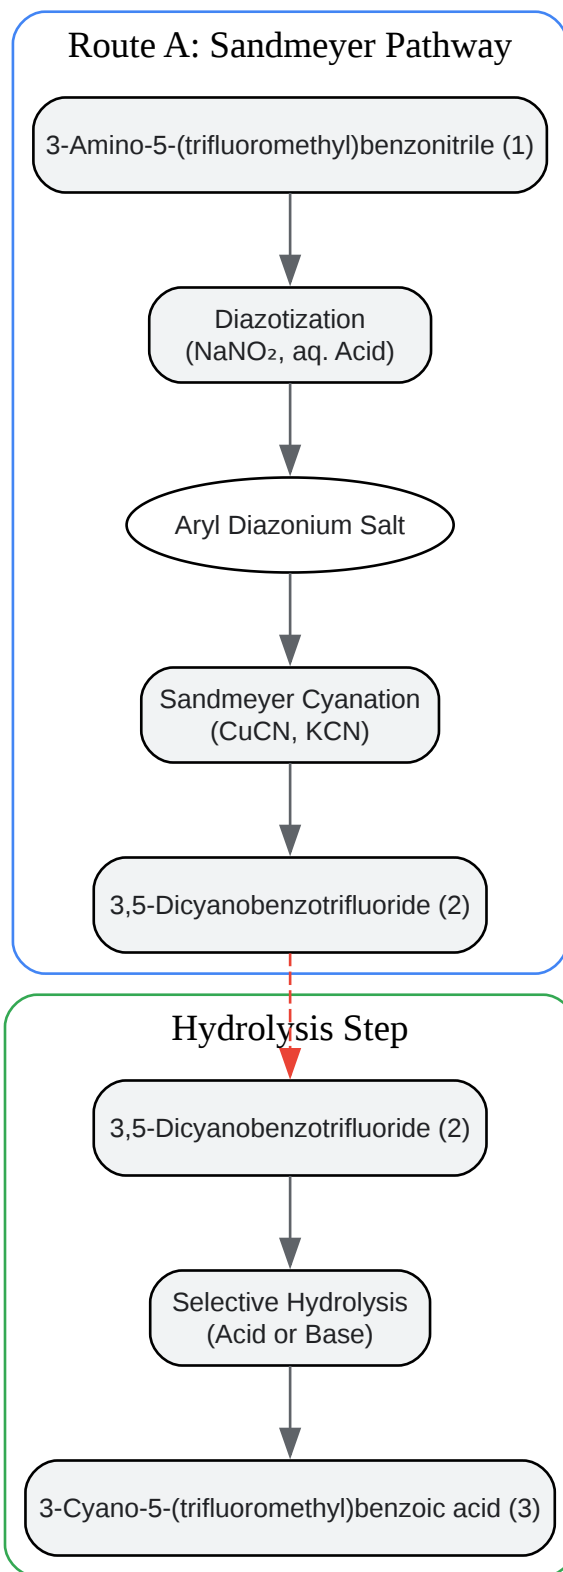 Route A: Sandmeyer Pathway
3-Amino-5-(trifluoromethyl)benzonitrile (1)
Diazotization
(NaNO₂, aq. Acid)
Aryl Diazonium Salt
Sandmeyer Cyanation
(CuCN, KCN)
3,5-Dicyanobenzotrifluoride (2)
Hydrolysis Step
3,5-Dicyanobenzotrifluoride (2)
Selective Hydrolysis
(Acid or Base)
3-Cyano-5-(trifluoromethyl)benzoic acid (3)